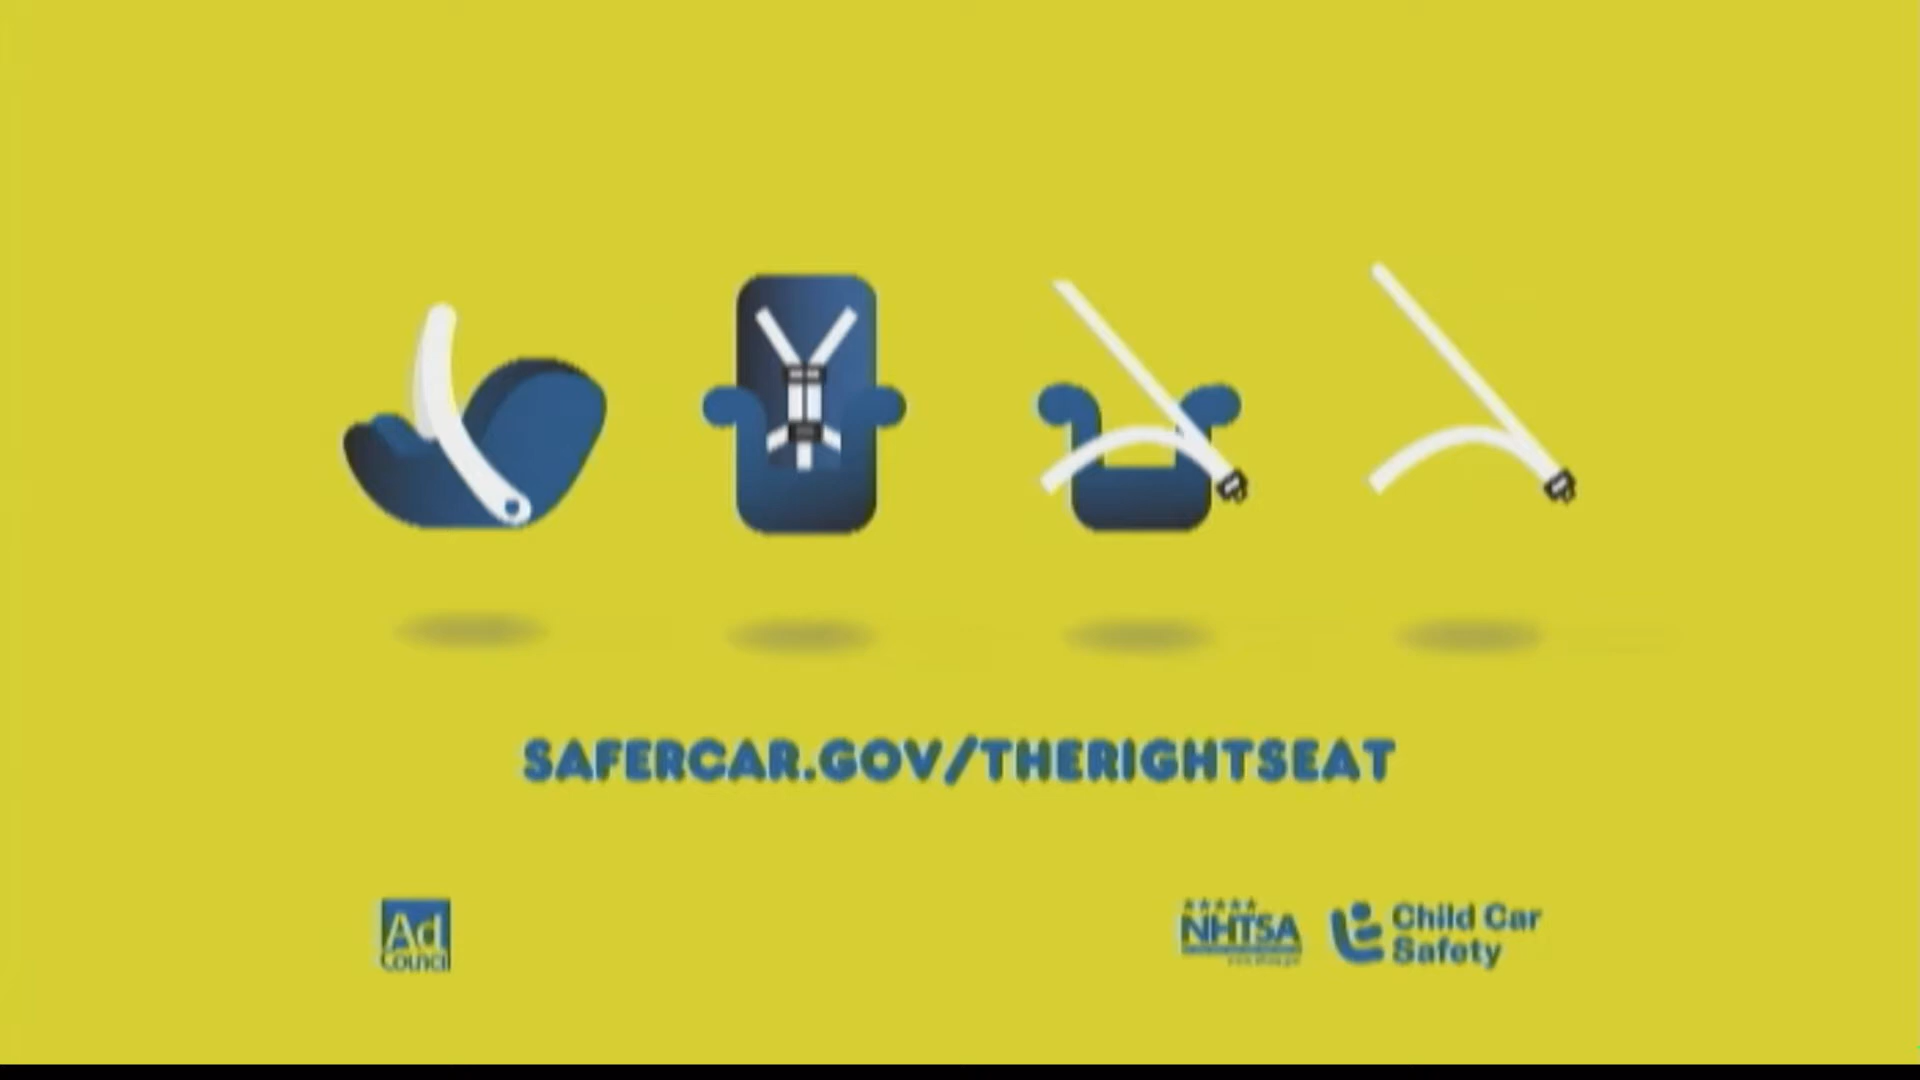 SAFERCAR.GOV/THERIGHTSEAT
Ad
Council
NHTSA
Child Car
Safety